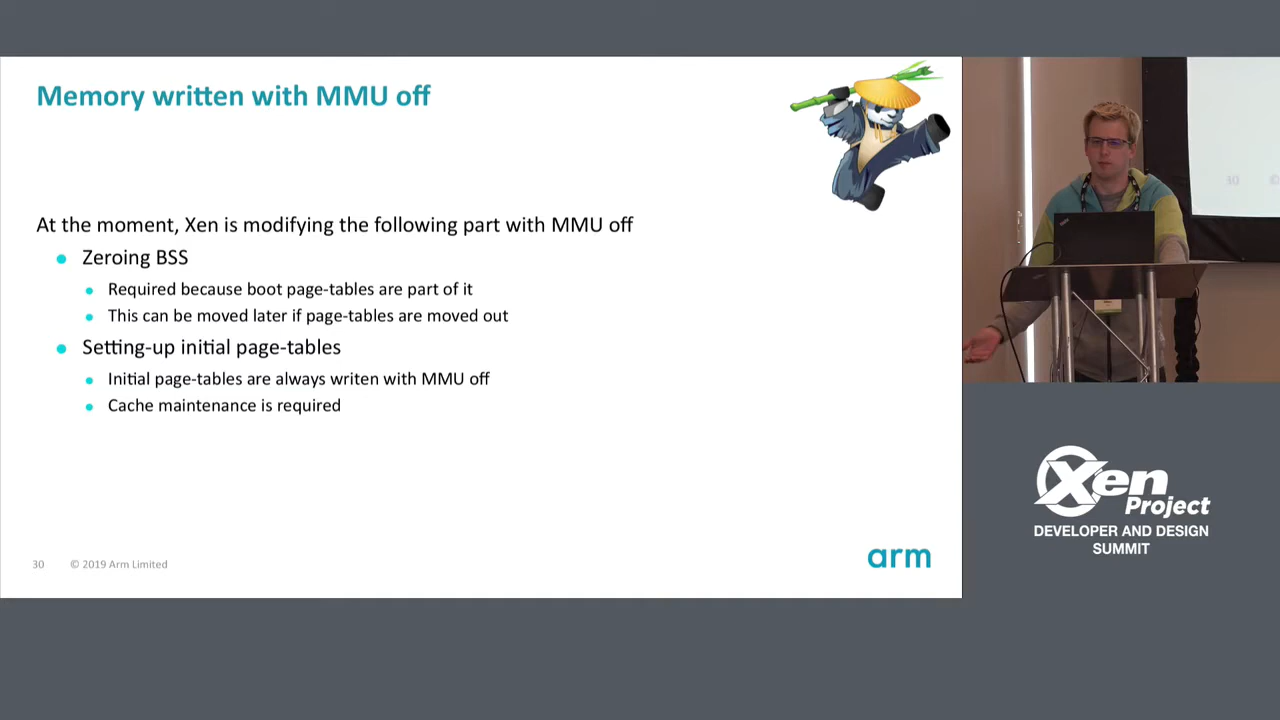 Memory written with MMU off
At the moment, Xen is modifying the following part with MMU off
Zeroing BSS
Required because boot page-tables are part of it
This can be moved later if page-tables are moved out
Setting-up initial page-tables
Initial page-tables are always writen with MMU off
Cache maintenance is required
30 © 2019 Arm Limited
arm
30 ©
Xen
Project
DEVELOPER AND DESIGN
SUMMIT